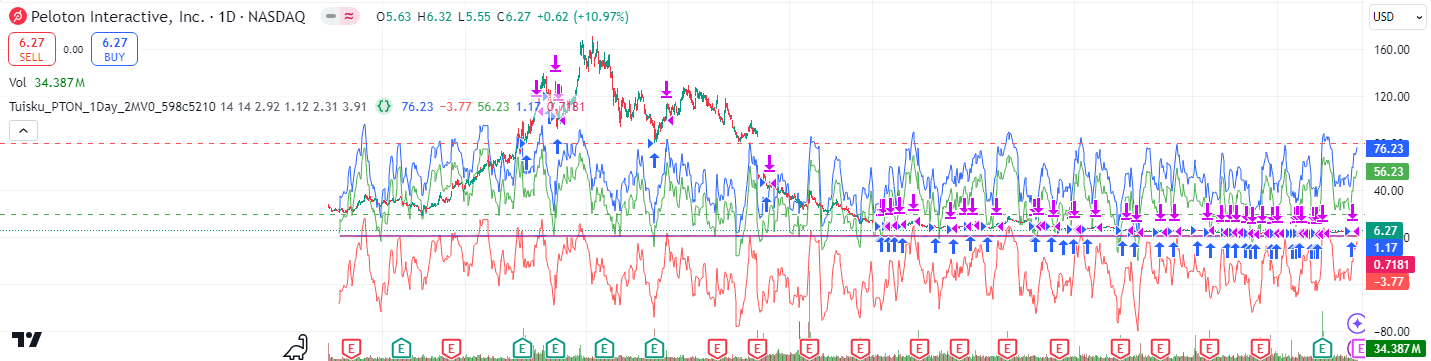 Peloton Interactive, Inc. · 1D · NASDAQ O5.63 H6.32 L5.55 C6.27 +0.62 (+10.97%)
USD
6.27 SELL 0.00 6.27 BUY
160.00
Vol 34.387M
Tuisku_PTON_1Day_2MV0_598c5210 14 14 2.92 1.12 2.31 3.91 {} 76.23 −3.77 56.23 1.17 0.7181
120.00
76.23
56.23
40.00
6.27
1.17
0.7181
−3.77
−80.00
E E E E E E E E E E E E E E E E E E E E E E
34.387M